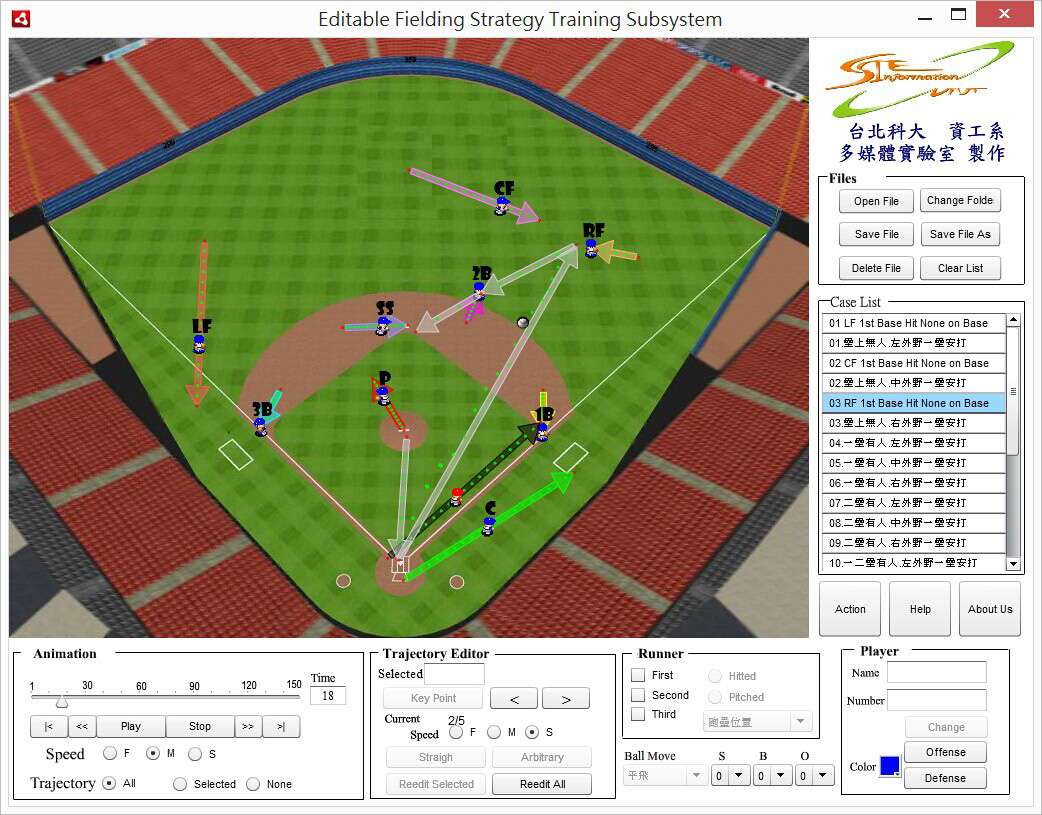 Editable Fielding Strategy Training Subsystem
CF
RF
2B
SS
LF
P
3B
1B
C
SIE
Information
台北科大 資工系
多媒體實驗室 製作
Files
Open File
Change Folde
Save File
Save File As
Delete File
Clear List
Case List
01 LF 1st Base Hit None on Base
01.壘上無人.左外野一壘安打
02 CF 1st Base Hit None on Base
02.壘上無人.中外野一壘安打
03 RF 1st Base Hit None on Base
03.壘上無人.右外野一壘安打
04.一壘有人.左外野一壘安打
05.一壘有人.中外野一壘安打
06.一壘有人.右外野一壘安打
07.二壘有人.左外野一壘安打
08.二壘有人.中外野一壘安打
09.二壘有人.右外野一壘安打
10.一二壘有人.左外野一壘安打
Action
Help
About Us
Animation
1 30 60 90 120 150
Time
18
|<
<<
Play
Stop
>>
>|
Speed F M S
Trajectory All Selected None
Trajectory Editor
Selected
Key Point
<
>
Current 2/5
Speed F M S
Straigh
Arbitrary
Reedit Selected
Reedit All
Runner
First
Hitted
Second
Pitched
Third
跑壘位置
Ball Move S B O
平飛 0 0 0
Player
Name
Number
Change
Offense
Color
Defense